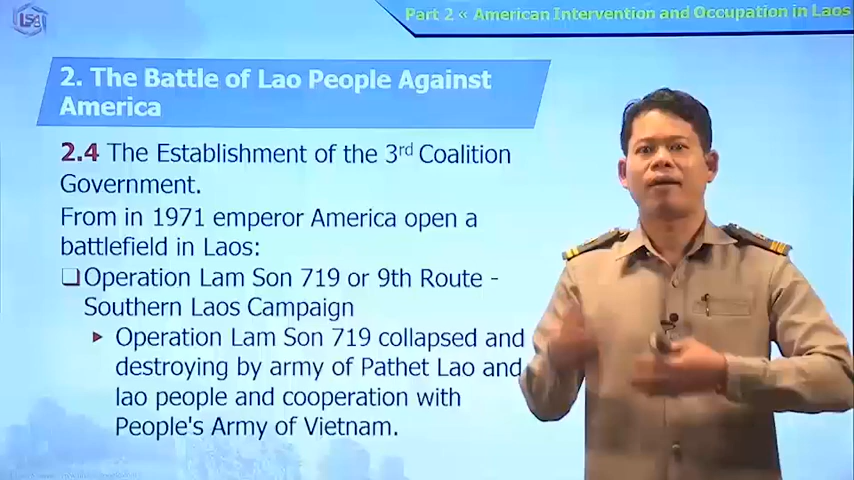 LSS
Part 2 « American Intervention and Occupation in Laos
2. The Battle of Lao People Against
America
2.4 The Establishment of the 3rd Coalition
Government.
From in 1971 emperor America open a
battlefield in Laos:
❑Operation Lam Son 719 or 9th Route -
Southern Laos Campaign
▶ Operation Lam Son 719 collapsed and
destroying by army of Pathet Lao and
lao people and cooperation with
People's Army of Vietnam.